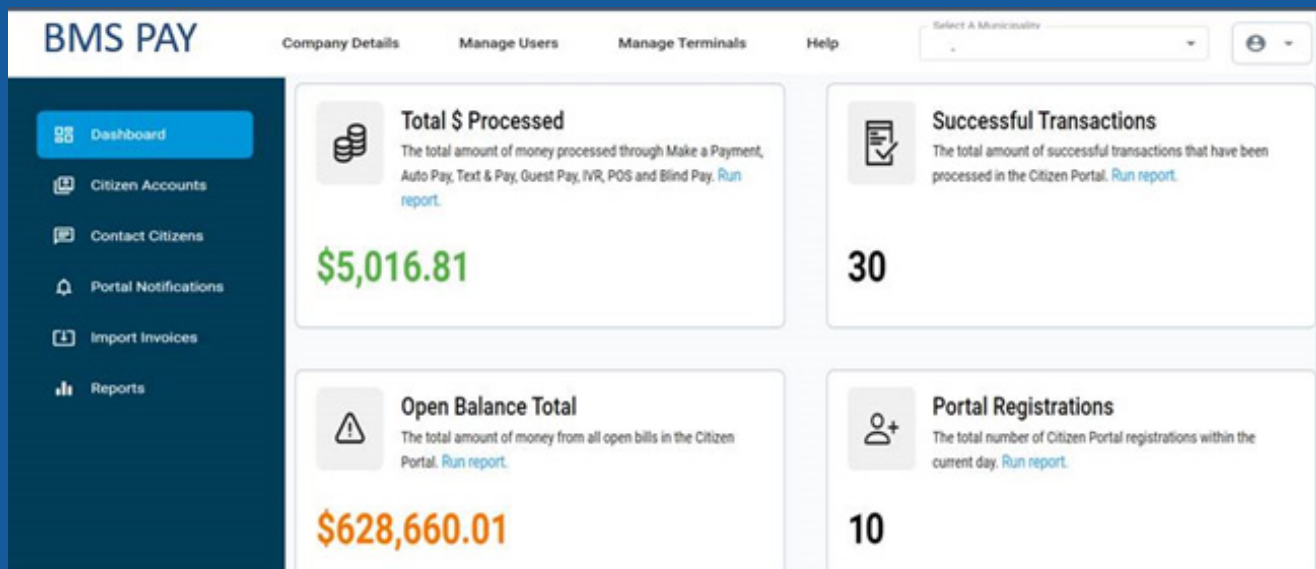 BMS PAY
Company Details
Manage Users
Manage Terminals
Help
Select A Municipality
Dashboard
Citizen Accounts
Contact Citizens
Portal Notifications
Import Invoices
Reports
Total $ Processed
The total amount of money processed through Make a Payment,
Auto Pay, Text & Pay, Guest Pay, IVR, POS and Blind Pay. Run
report.
$5,016.81
Successful Transactions
The total amount of successful transactions that have been
processed in the Citizen Portal. Run report.
30
Open Balance Total
The total amount of money from all open bills in the Citizen
Portal. Run report.
$628,660.01
Portal Registrations
The total number of Citizen Portal registrations within the
current day. Run report.
10